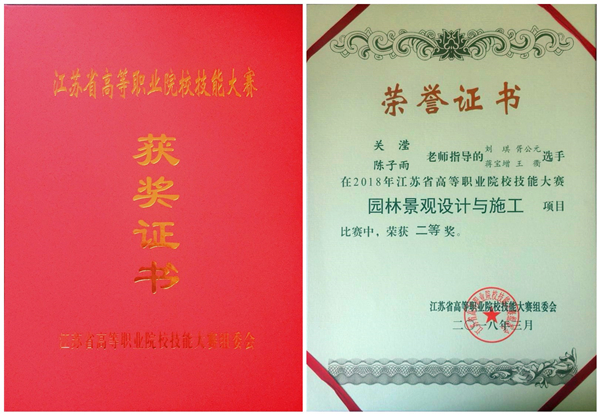 江苏省高等职业院校技能大赛
获奖证书
江苏省高等职业院校技能大赛组委会
荣誉证书
关滢 刘琪 胥公允
陈子雨 老师指导的 蒋宝增 王衢 选手
在2018年江苏省高等职业院校技能大赛
园林景观设计与施工 项目
比赛中，荣获 二等 奖。
江苏省高等职业院校技能大赛组委会
二〇一八年三月